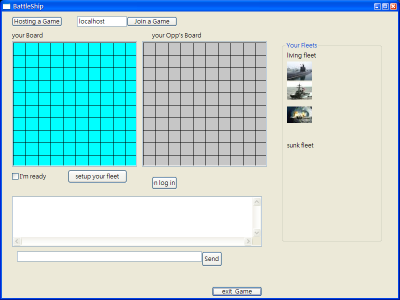 BattleShip
Hosting a Game localhost Join a Game
your Board your Opp's Board
Your Fleets
living fleet
sunk fleet
I'm ready setup your fleet
n log in
Send
exit Game